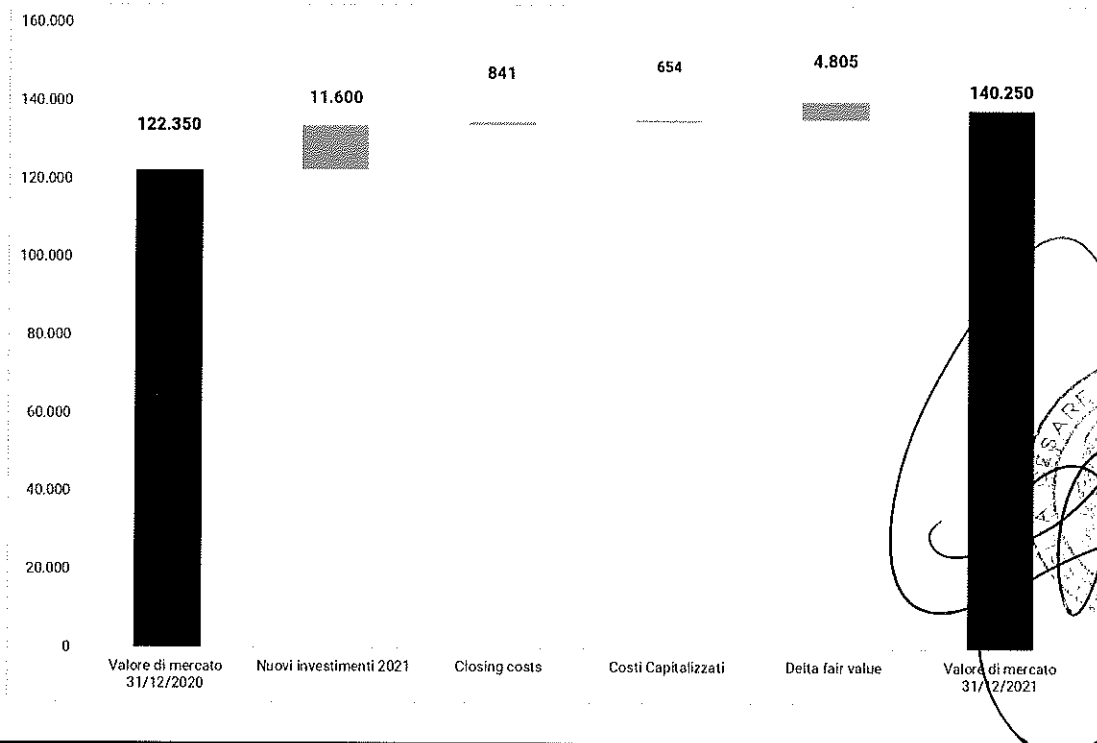 160.000
140.000
120.000
100.000
80.000
60.000
40.000
20.000
0
122.350
11.600
841
654
4.805
140.250
Valore di mercato
31/12/2020
Nuovi investimenti 2021
Closing costs
Costi Capitalizzati
Delta fair value
Valore di mercato
31/12/2021